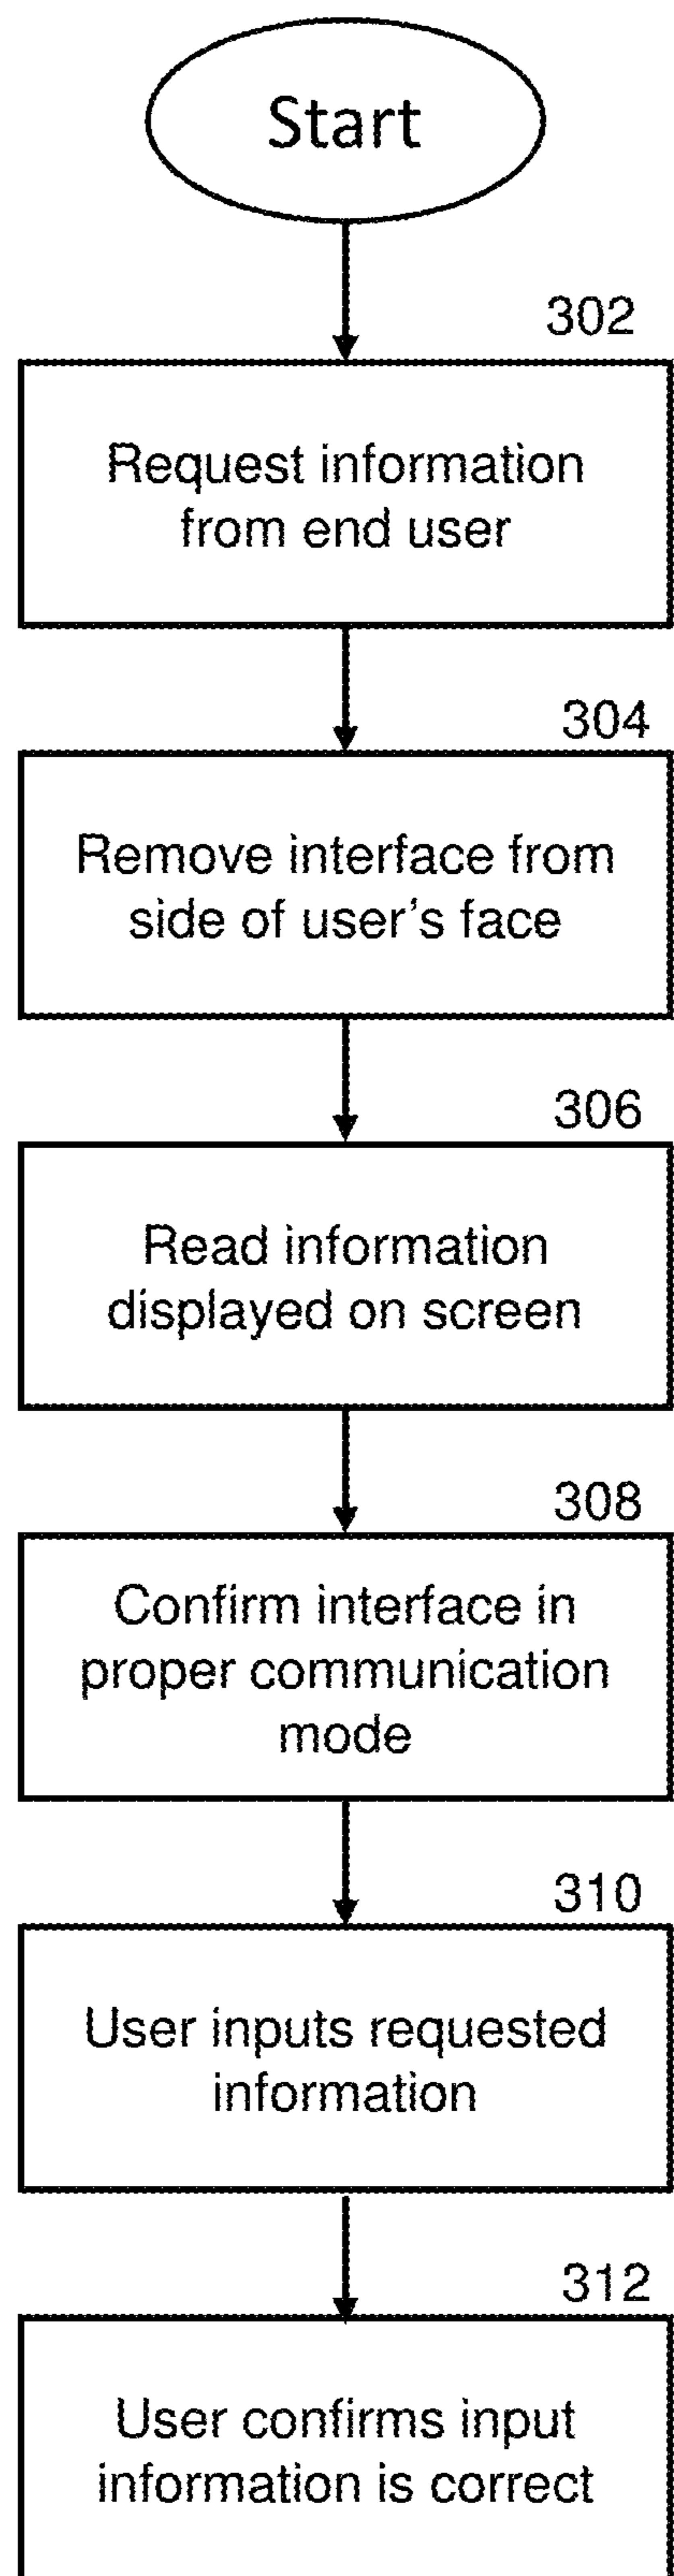 Start
302
Request information
from end user
304
Remove interface from
side of user's face
306
Read information
displayed on screen
308
Confirm interface in
proper communication
mode
310
User inputs requested
information
312
User confirms input
information is correct